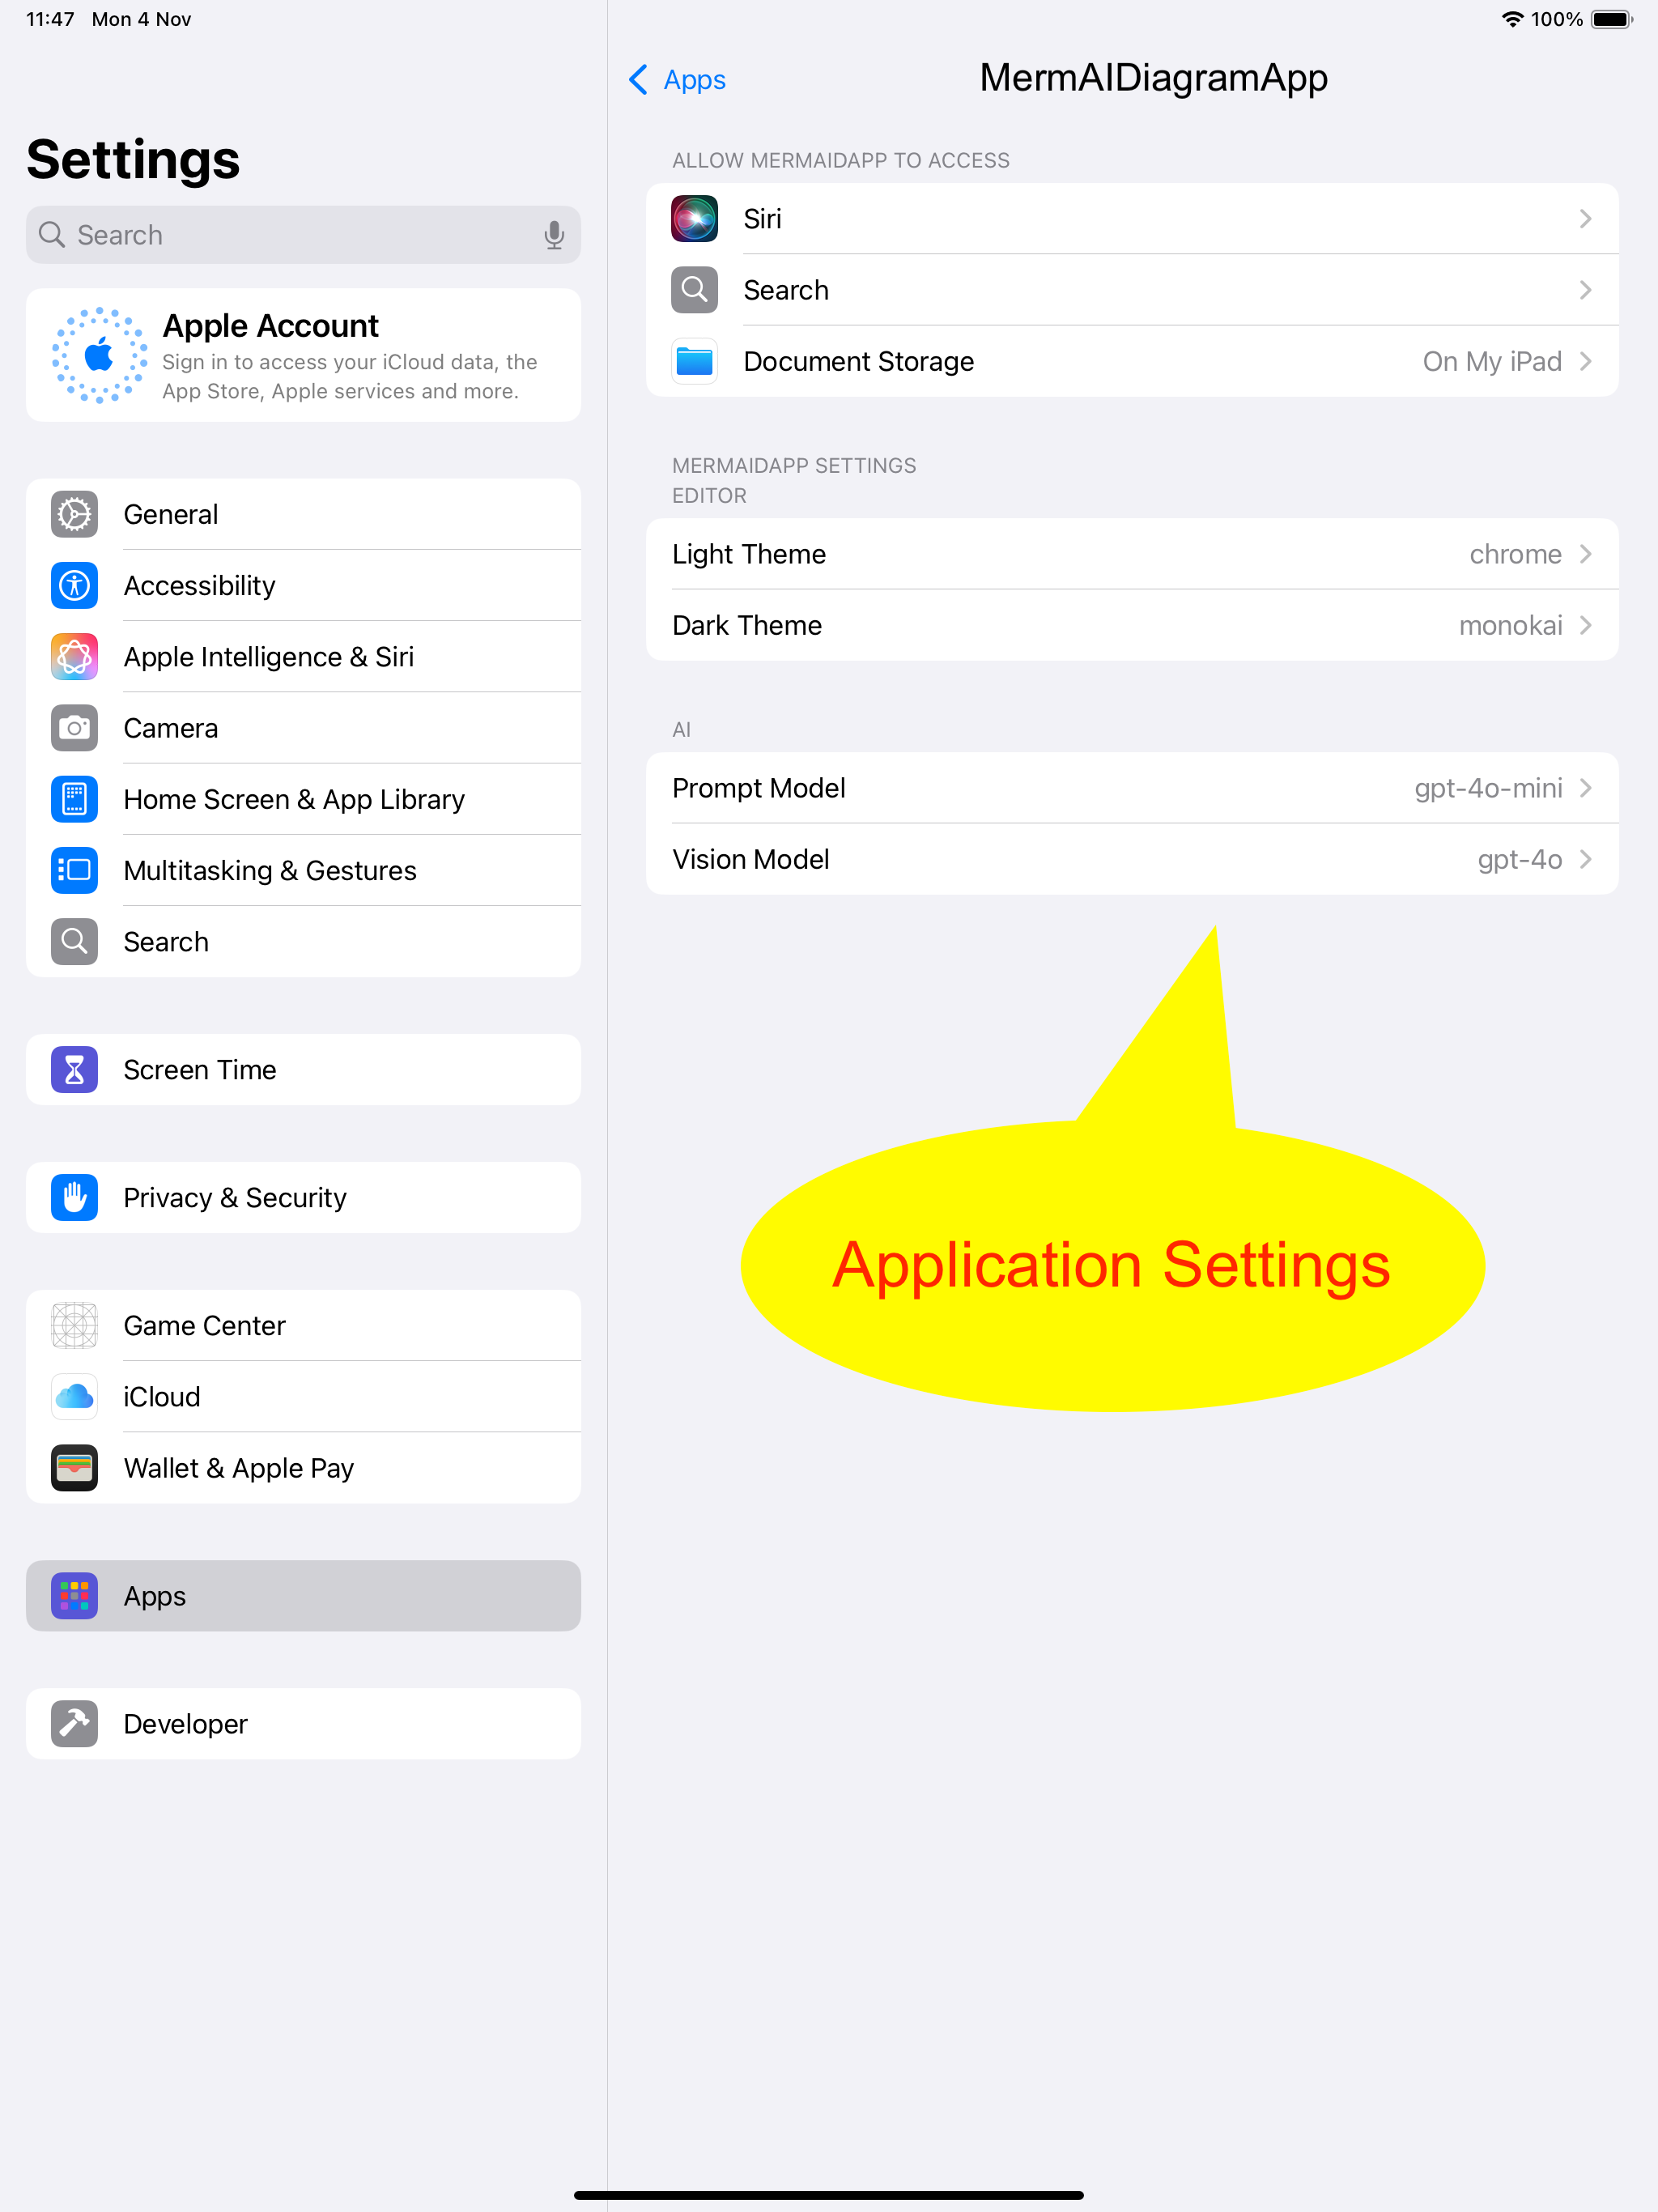 11:47 Mon 4 Nov
100%
Settings
Search
Apple Account
Sign in to access your iCloud data, the
App Store, Apple services and more.
General
Accessibility
Apple Intelligence & Siri
Camera
Home Screen & App Library
Multitasking & Gestures
Search
Screen Time
Privacy & Security
Game Center
iCloud
Wallet & Apple Pay
Apps
Developer
Apps
MermAIDiagramApp
ALLOW MERMAIDAPP TO ACCESS
Siri
Search
Document Storage On My iPad
MERMAIDAPP SETTINGS
EDITOR
Light Theme chrome
Dark Theme monokai
AI
Prompt Model gpt-4o-mini
Vision Model gpt-4o
Application Settings